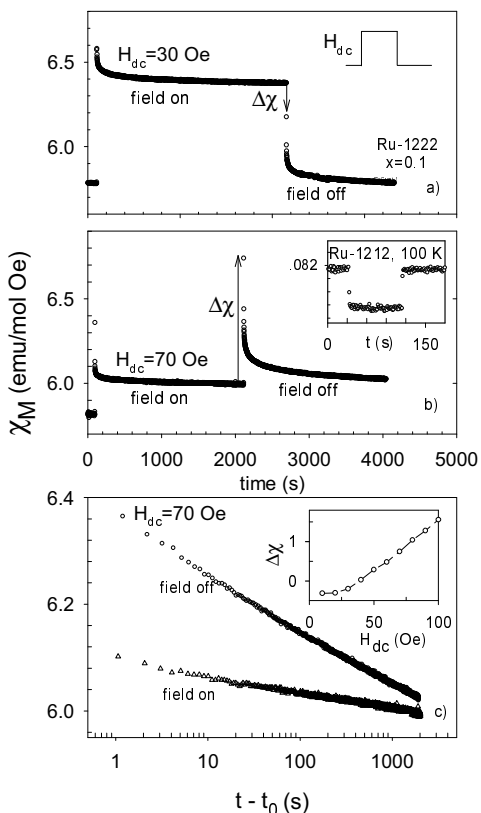 H_dc
H_dc=30 Oe
6.5
field on
Δχ
Ru-1222
x=0.1
6.0
field off
a)
χ_M (emu/mol Oe)
Ru-1212, 100 K
.082
0
150
t (s)
6.5
Δχ
H_dc=70 Oe
6.0
field on
field off
b)
0
1000
2000
3000
4000
5000
time (s)
6.4
H_dc=70 Oe
1
Δχ
0
0
50
100
H_dc (Oe)
field off
6.2
field on
6.0
c)
1
10
100
1000
t - t_0 (s)